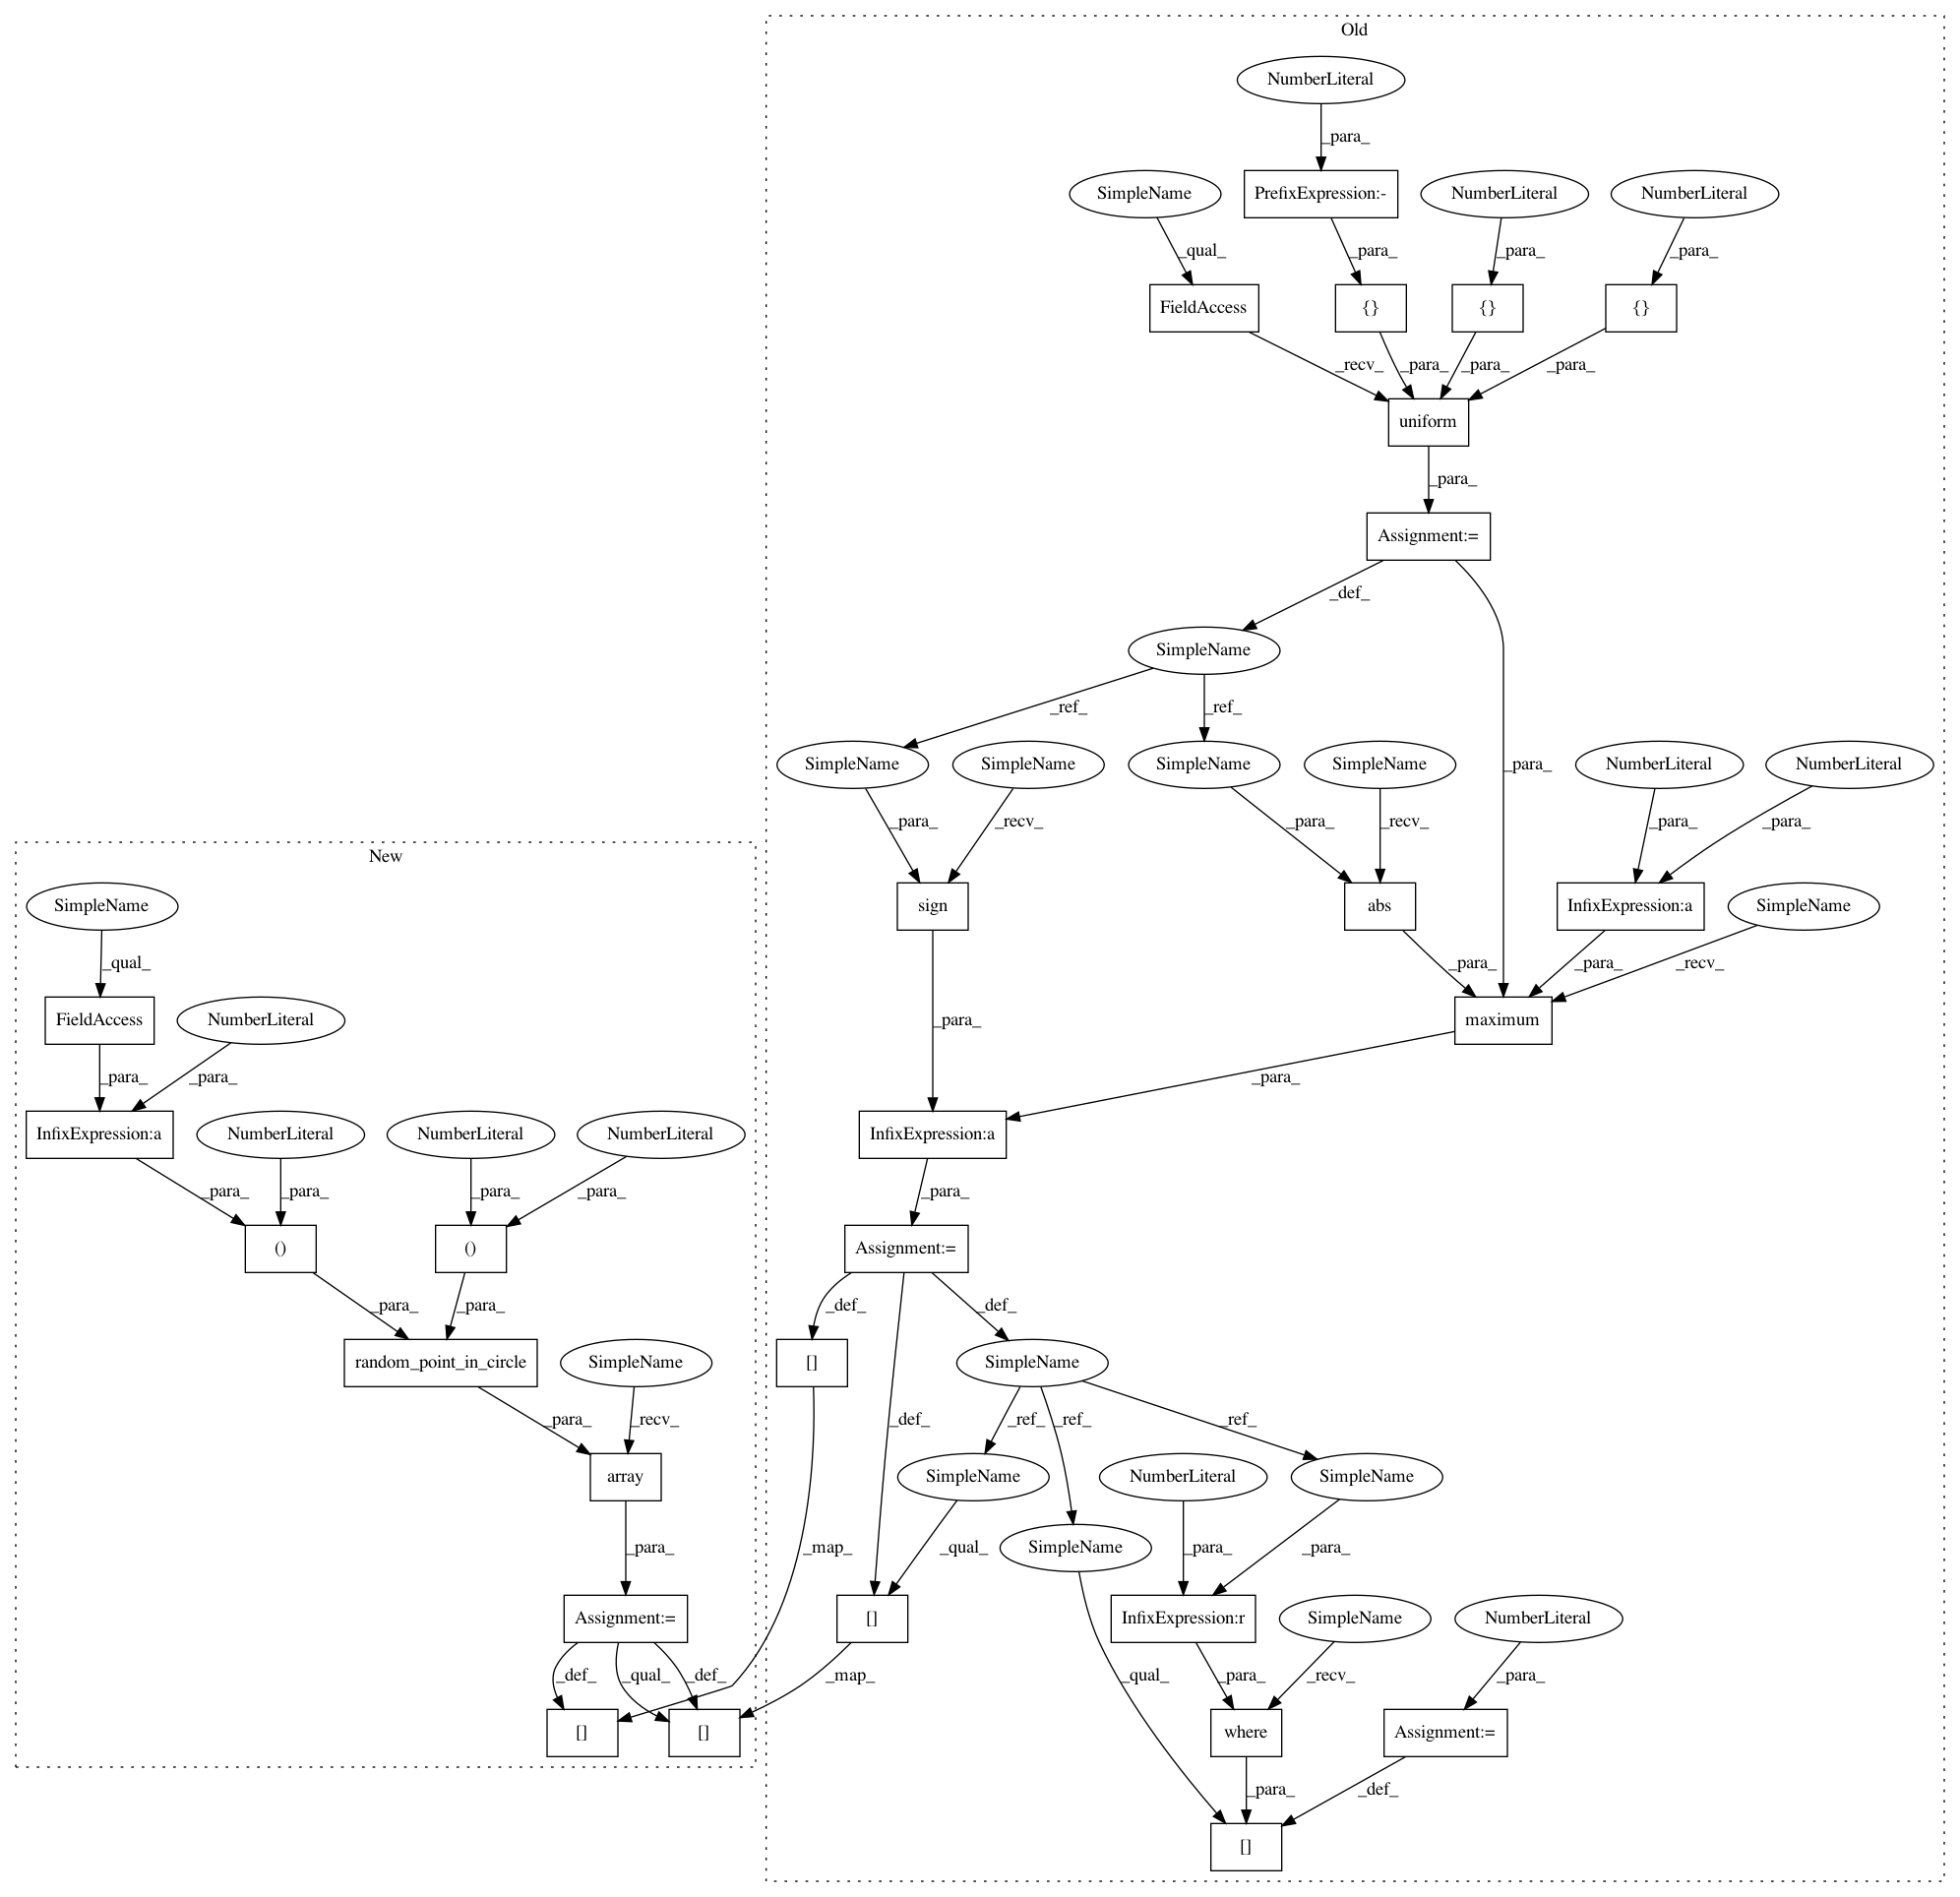 Old
NumberLiteral
_para_
SimpleName
PrefixExpression:-
NumberLiteral
NumberLiteral
_qual_
_para_
_para_
_para_
FieldAccess
{}
{}
{}
_recv_
_para_
_para_
_para_
uniform
_para_
Assignment:=
_def_
SimpleName
_ref_
_ref_
SimpleName
SimpleName
SimpleName
SimpleName
_para_
NumberLiteral
NumberLiteral
_para_
_recv_
_para_
_recv_
_para_
_para_
New
SimpleName
sign
abs
InfixExpression:a
SimpleName
_qual_
_para_
_para_
_recv_
FieldAccess
NumberLiteral
_para_
maximum
_para_
_para_
_para_
InfixExpression:a
NumberLiteral
NumberLiteral
NumberLiteral
InfixExpression:a
_para_
_para_
_para_
_para_
_para_
()
()
Assignment:=
_para_
_para_
_def_
_def_
random_point_in_circle
SimpleName
[]
SimpleName
_para_
_recv_
_def_
_ref_
_ref_
_ref_
array
SimpleName
NumberLiteral
SimpleName
_para_
_map_
_qual_
SimpleName
_para_
_para_
Assignment:=
[]
InfixExpression:r
SimpleName
NumberLiteral
_def_
_qual_
_def_
_map_
_qual_
_para_
_recv_
_para_
[]
[]
where
Assignment:=
_para_
_def_
[]